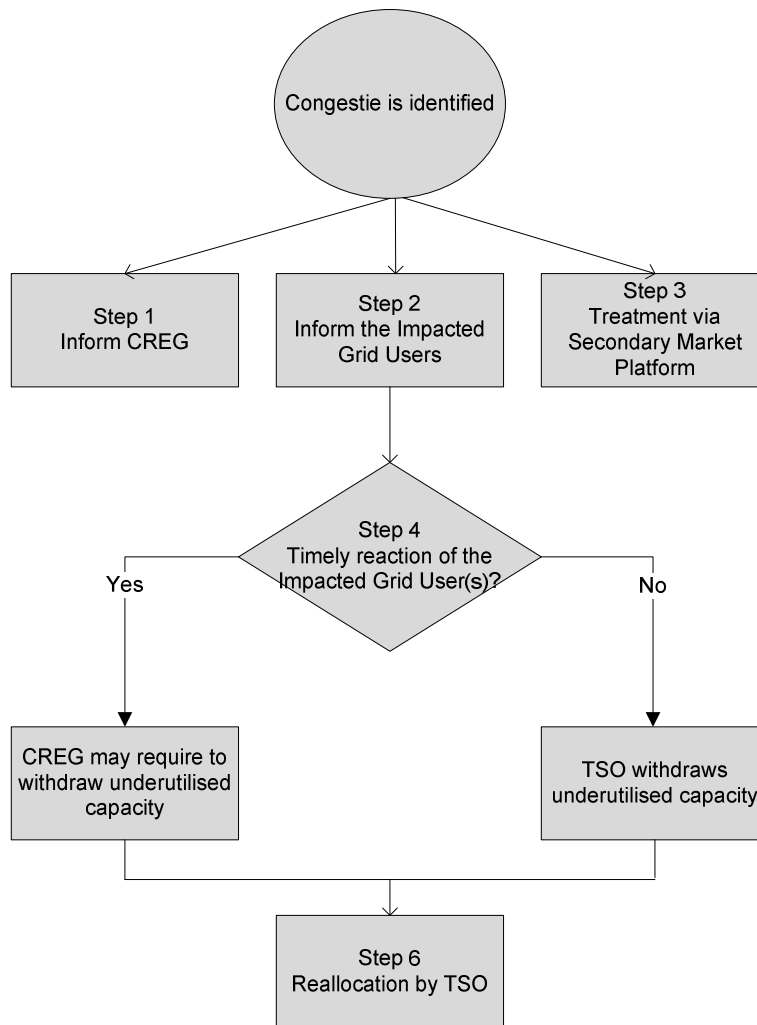 Congestie is identified
Step 1
Inform CREG
Step 2
Inform the Impacted
Grid Users
Step 3
Treatment via
Secondary Market
Platform
Step 4
Timely reaction of the
Impacted Grid User(s)?
Yes
No
CREG may require to
withdraw underutilised
capacity
TSO withdraws
underutilised capacity
Step 6
Reallocation by TSO